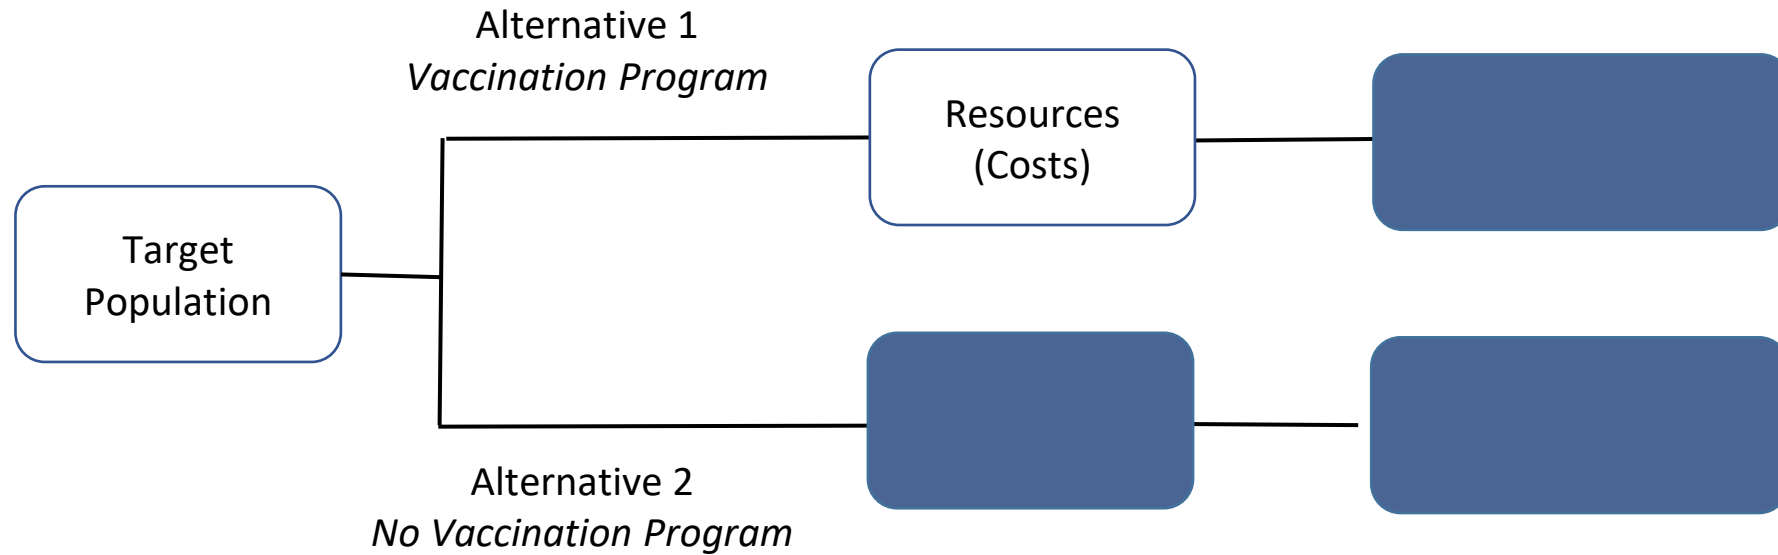 Alternative 1
Vaccination Program
Resources
(Costs)
Target
Population
Alternative 2
No Vaccination Program